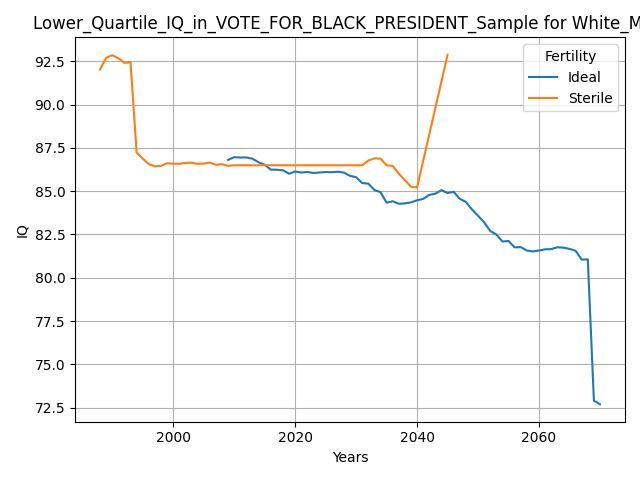 Lower_Quartile_IQ_in_VOTE_FOR_BLACK_PRESIDENT_Sample for White_M
Fertility
Ideal
Sterile
92.5
90.0
87.5
85.0
82.5
80.0
77.5
75.0
72.5
IQ
2000
2020
2040
2060
Years